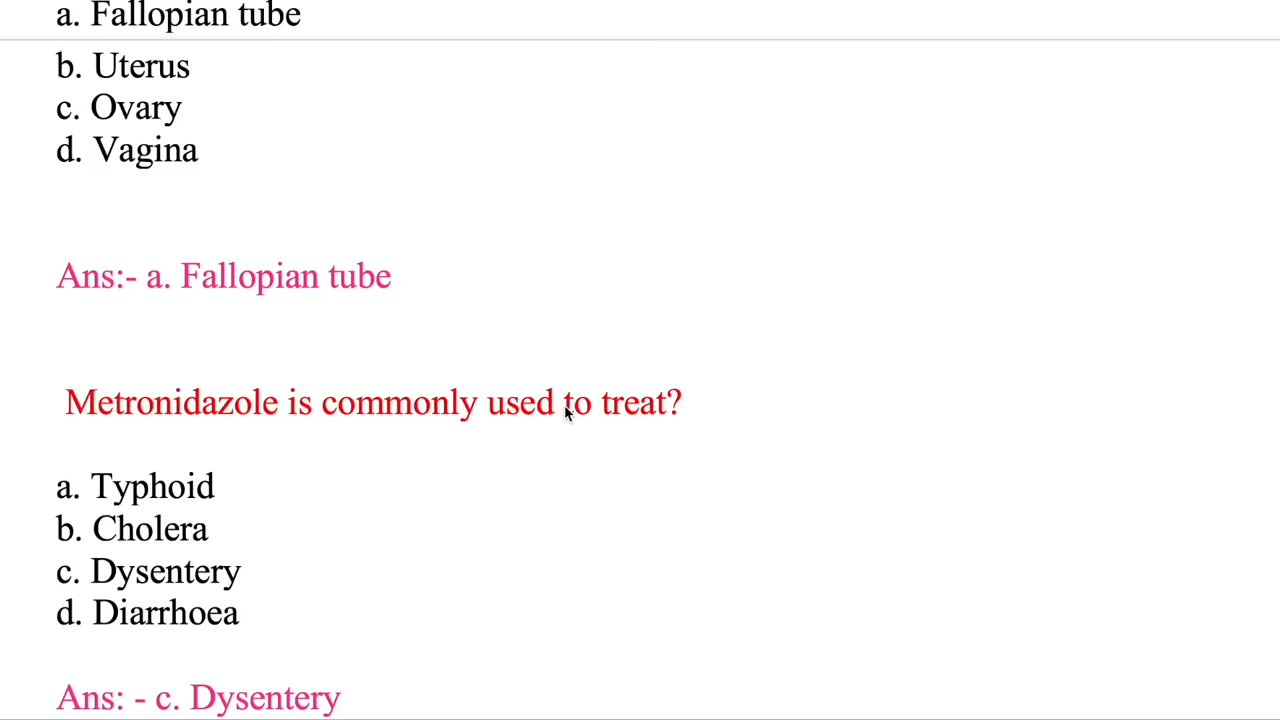 a. Fallopian tube
b. Uterus
c. Ovary
d. Vagina
Ans:- a. Fallopian tube
Metronidazole is commonly used to treat?
a. Typhoid
b. Cholera
c. Dysentery
d. Diarrhoea
Ans: - c. Dysentery